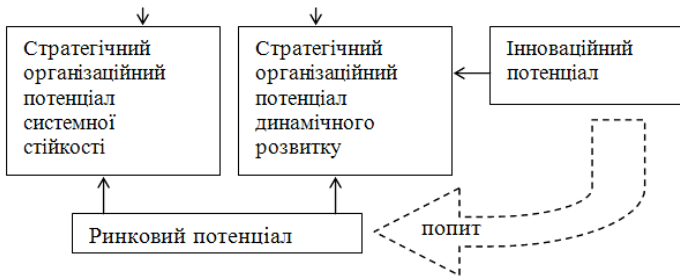 Стратегічний
організаційний
потенціал
системної
стійкості
Стратегічний
організаційний
потенціал
динамічного
розвитку
Інноваційний
потенціал
Ринковий потенціал
попит